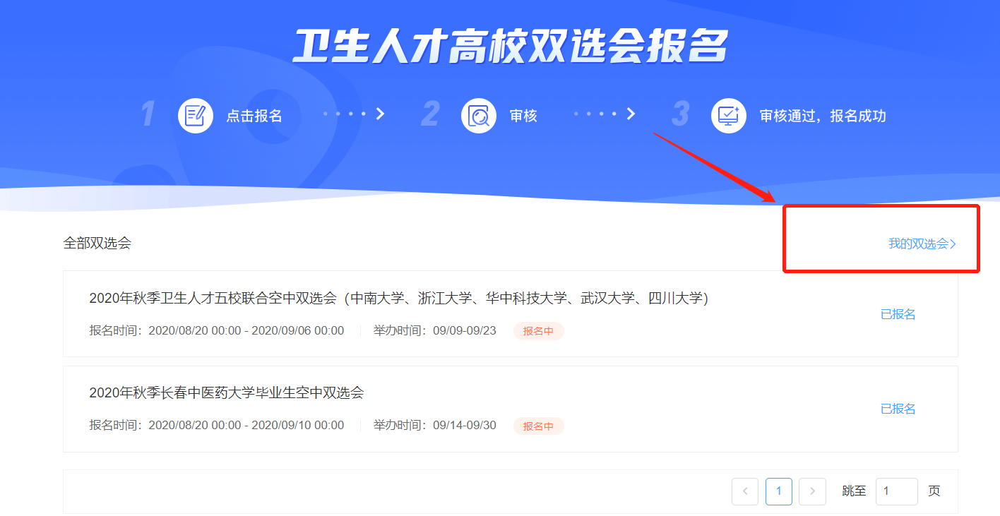 卫生人才高校双选会报名
1 点击报名 2 审核 3 审核通过，报名成功
全部双选会 我的双选会>
2020年秋季卫生人才五校联合空中双选会（中南大学、浙江大学、华中科技大学、武汉大学、四川大学）
已报名
报名时间：2020/08/20 00:00 - 2020/09/06 00:00 举办时间：09/09-09/23 报名中
2020年秋季长春中医药大学毕业生空中双选会
已报名
报名时间：2020/08/20 00:00 - 2020/09/10 00:00 举办时间：09/14-09/30 报名中
< 1 > 跳至 1 页